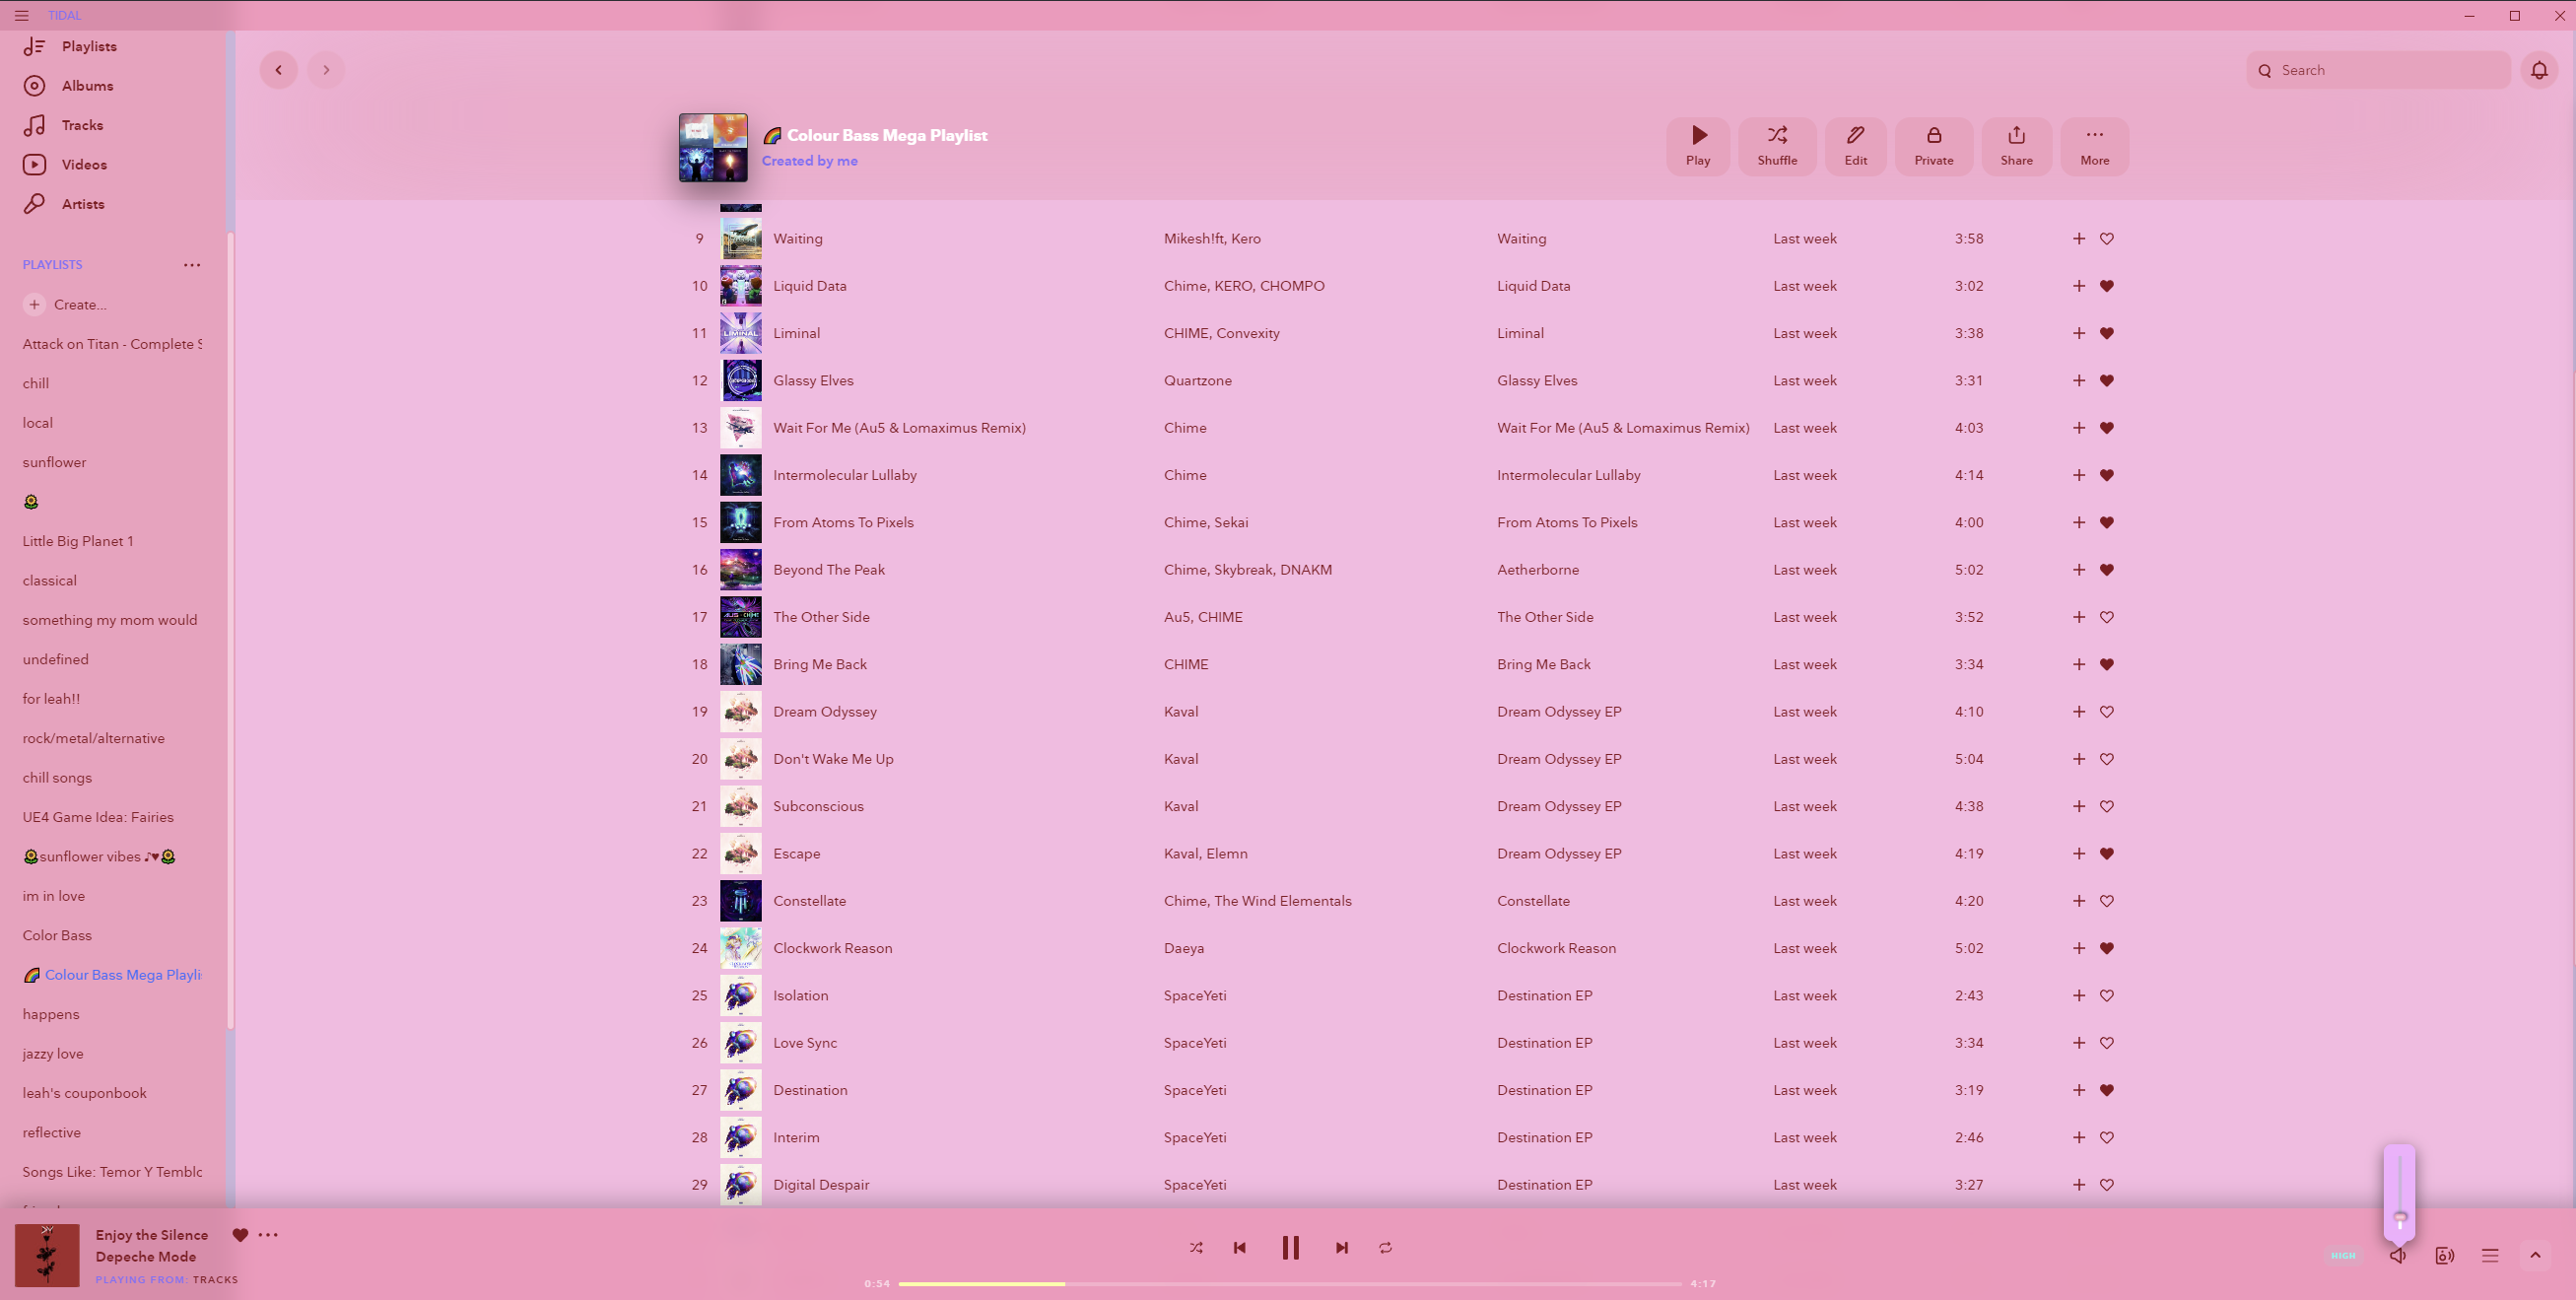 TIDAL
Playlists
Albums
Tracks
Videos
Artists
PLAYLISTS
Create...
Attack on Titan - Complete S
chill
local
sunflower
🌻
Little Big Planet 1
classical
something my mom would
undefined
for leah!!
rock/metal/alternative
chill songs
UE4 Game Idea: Fairies
🌻sunflower vibes ♪♥🌻
im in love
Color Bass
🌈 Colour Bass Mega Playli
happens
jazzy love
leah's couponbook
reflective
Songs Like: Temor Y Temblo
Search
🌈 Colour Bass Mega Playlist
Created by me
Play Shuffle Edit Private Share More
9 Waiting Mikesh!ft, Kero Waiting Last week 3:58
10 Liquid Data Chime, KERO, CHOMPO Liquid Data Last week 3:02
11 Liminal CHIME, Convexity Liminal Last week 3:38
12 Glassy Elves Quartzone Glassy Elves Last week 3:31
13 Wait For Me (Au5 & Lomaximus Remix) Chime Wait For Me (Au5 & Lomaximus Remix) Last week 4:03
14 Intermolecular Lullaby Chime Intermolecular Lullaby Last week 4:14
15 From Atoms To Pixels Chime, Sekai From Atoms To Pixels Last week 4:00
16 Beyond The Peak Chime, Skybreak, DNAKM Aetherborne Last week 5:02
17 The Other Side Au5, CHIME The Other Side Last week 3:52
18 Bring Me Back CHIME Bring Me Back Last week 3:34
19 Dream Odyssey Kaval Dream Odyssey EP Last week 4:10
20 Don't Wake Me Up Kaval Dream Odyssey EP Last week 5:04
21 Subconscious Kaval Dream Odyssey EP Last week 4:38
22 Escape Kaval, Elemn Dream Odyssey EP Last week 4:19
23 Constellate Chime, The Wind Elementals Constellate Last week 4:20
24 Clockwork Reason Daeya Clockwork Reason Last week 5:02
25 Isolation SpaceYeti Destination EP Last week 2:43
26 Love Sync SpaceYeti Destination EP Last week 3:34
27 Destination SpaceYeti Destination EP Last week 3:19
28 Interim SpaceYeti Destination EP Last week 2:46
29 Digital Despair SpaceYeti Destination EP Last week 3:27
Enjoy the Silence
Depeche Mode
PLAYING FROM: TRACKS
0:54 4:17
HIGH